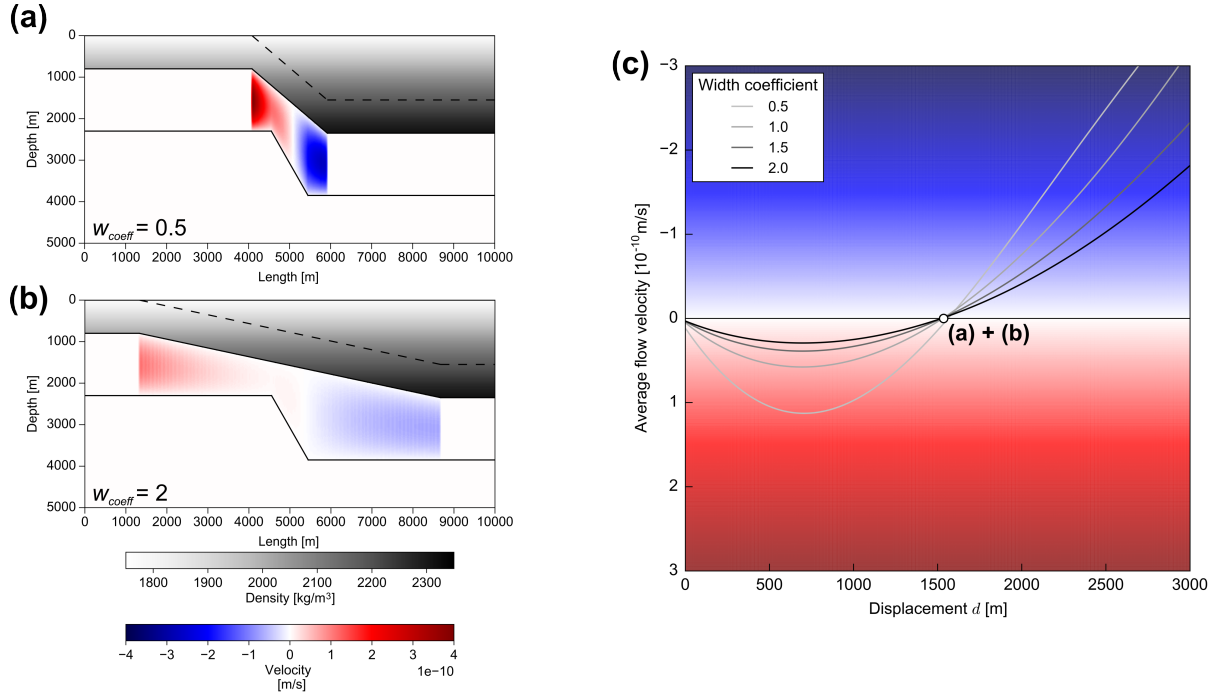 (a)
0
1000
2000
3000
4000
5000
Depth [m]
w_coeff = 0.5
0 1000 2000 3000 4000 5000 6000 7000 8000 9000 10000
Length [m]
(b)
0
1000
2000
3000
4000
5000
Depth [m]
w_coeff = 2
0 1000 2000 3000 4000 5000 6000 7000 8000 9000 10000
Length [m]
1800 1900 2000 2100 2200 2300
Density [kg/m³]
−4 −3 −2 −1 0 1 2 3 4
Velocity
[m/s]
1e−10
(c)
Width coefficient
0.5
1.0
1.5
2.0
−3
−2
−1
0
1
2
3
Average flow velocity [10⁻¹⁰m/s]
(a) + (b)
0 500 1000 1500 2000 2500 3000
Displacement d [m]